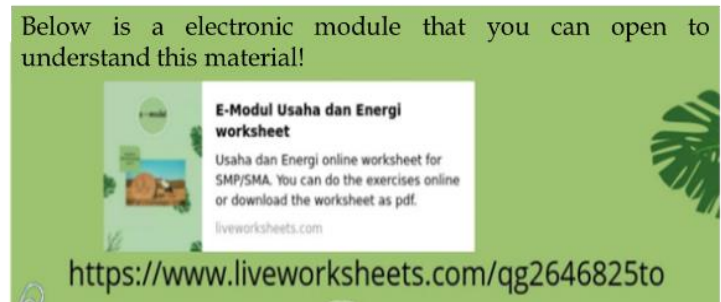 Below is a electronic module that you can open to
understand this material!
e-modul
E-Modul Usaha dan Energi
worksheet
Usaha dan Energi online worksheet for
SMP/SMA. You can do the exercises online
or download the worksheet as pdf.
liveworksheets.com
https://www.liveworksheets.com/qg2646825to